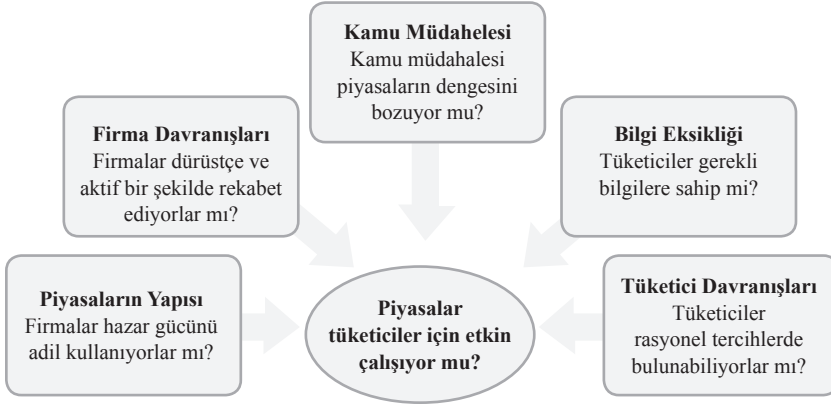 Kamu Müdahelesi
Kamu müdahalesi
piyasaların dengesini
bozuyor mu?
Firma Davranışları
Firmalar dürüstçe ve
aktif bir şekilde rekabet
ediyorlar mı?
Bilgi Eksikliği
Tüketiciler gerekli
bilgilere sahip mi?
Piyasaların Yapısı
Firmalar hazar gücünü
adil kullanıyorlar mı?
Piyasalar
tüketiciler için etkin
çalışıyor mu?
Tüketici Davranışları
Tüketiciler
rasyonel tercihlerde
bulunabiliyorlar mı?